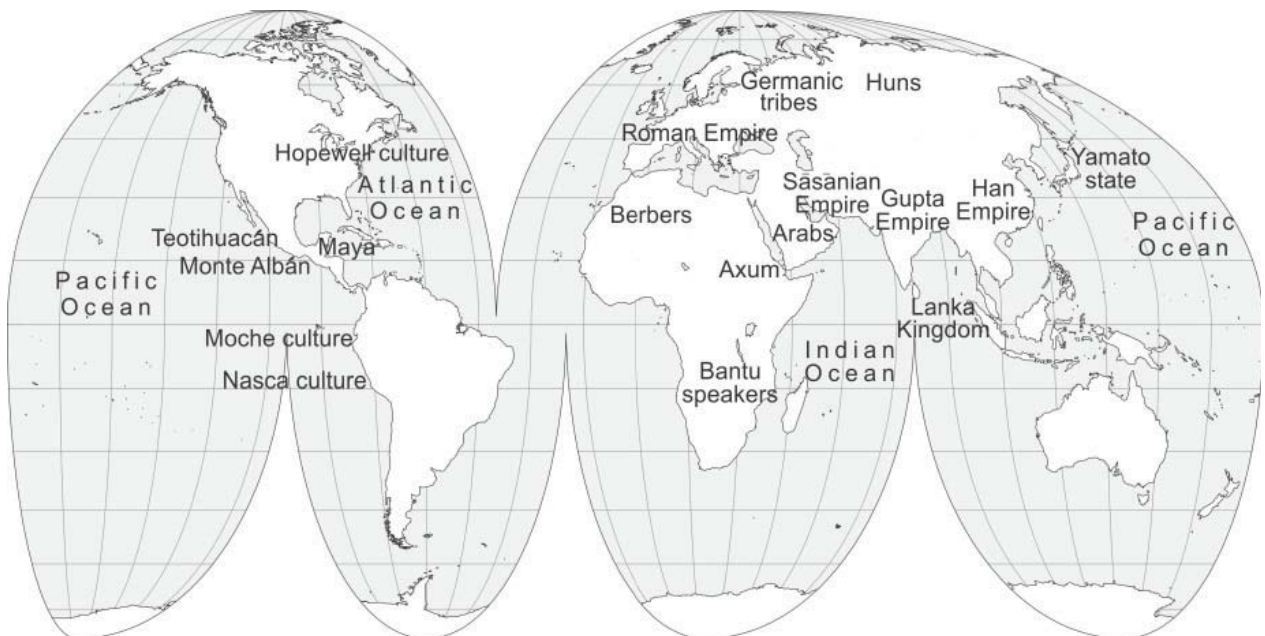 Germanic
tribes
Huns
Roman Empire
Hopewell culture
Yamato
state
Atlantic
Ocean
Sasanian
Empire
Gupta
Empire
Han
Empire
Berbers
Arabs
Pacific
Ocean
Teotihuacán
Maya
Monte Albán
Axum
Pacific
Ocean
Lanka
Kingdom
Moche culture
Indian
Ocean
Nasca culture
Bantu
speakers